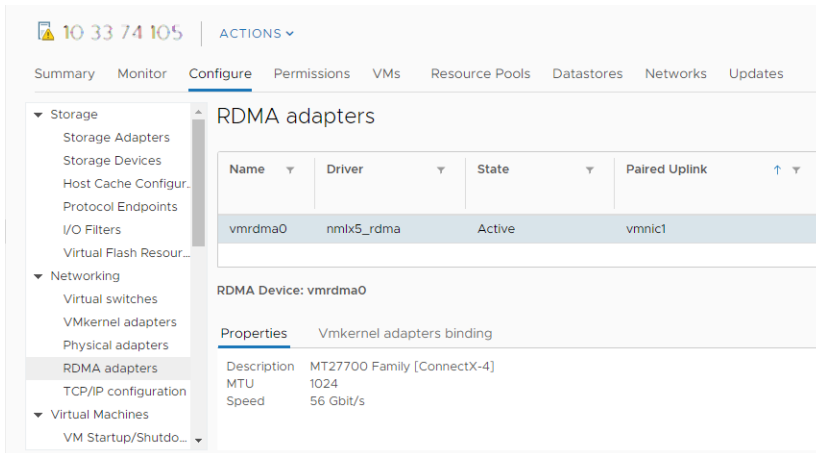 10 33 74 105 ACTIONS
Summary Monitor Configure Permissions VMs Resource Pools Datastores Networks Updates
Storage
Storage Adapters
Storage Devices
Host Cache Configur.
Protocol Endpoints
I/O Filters
Virtual Flash Resour...
Networking
Virtual switches
VMkernel adapters
Physical adapters
RDMA adapters
TCP/IP configuration
Virtual Machines
VM Startup/Shutdo...
RDMA adapters
Name Driver State Paired Uplink
vmrdma0 nmlx5_rdma Active vmnic1
RDMA Device: vmrdma0
Properties Vmkernel adapters binding
Description MT27700 Family [ConnectX-4]
MTU 1024
Speed 56 Gbit/s